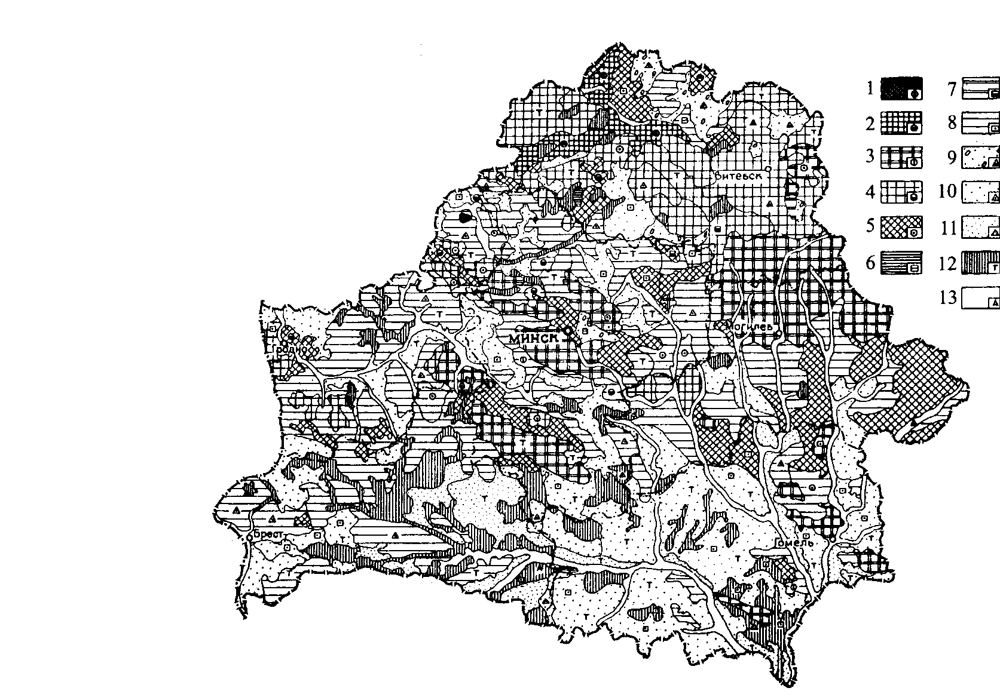 1 7
2 8
3 9
4 10
5 11
6 12
13
Витебск
Могилев
МИНСК
Гродно
Брест
Гомель